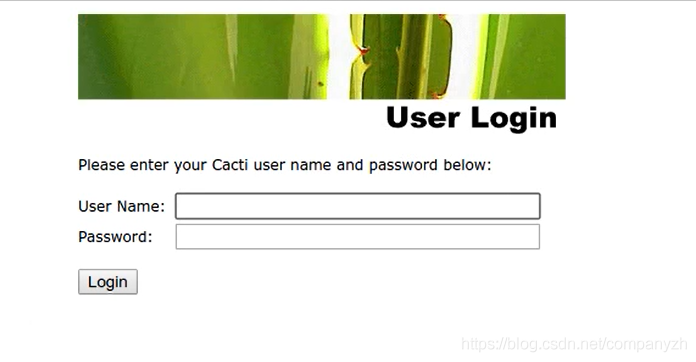 User Login
Please enter your Cacti user name and password below:
User Name:
Password:
Login
https://blog.csdn.net/companyzh